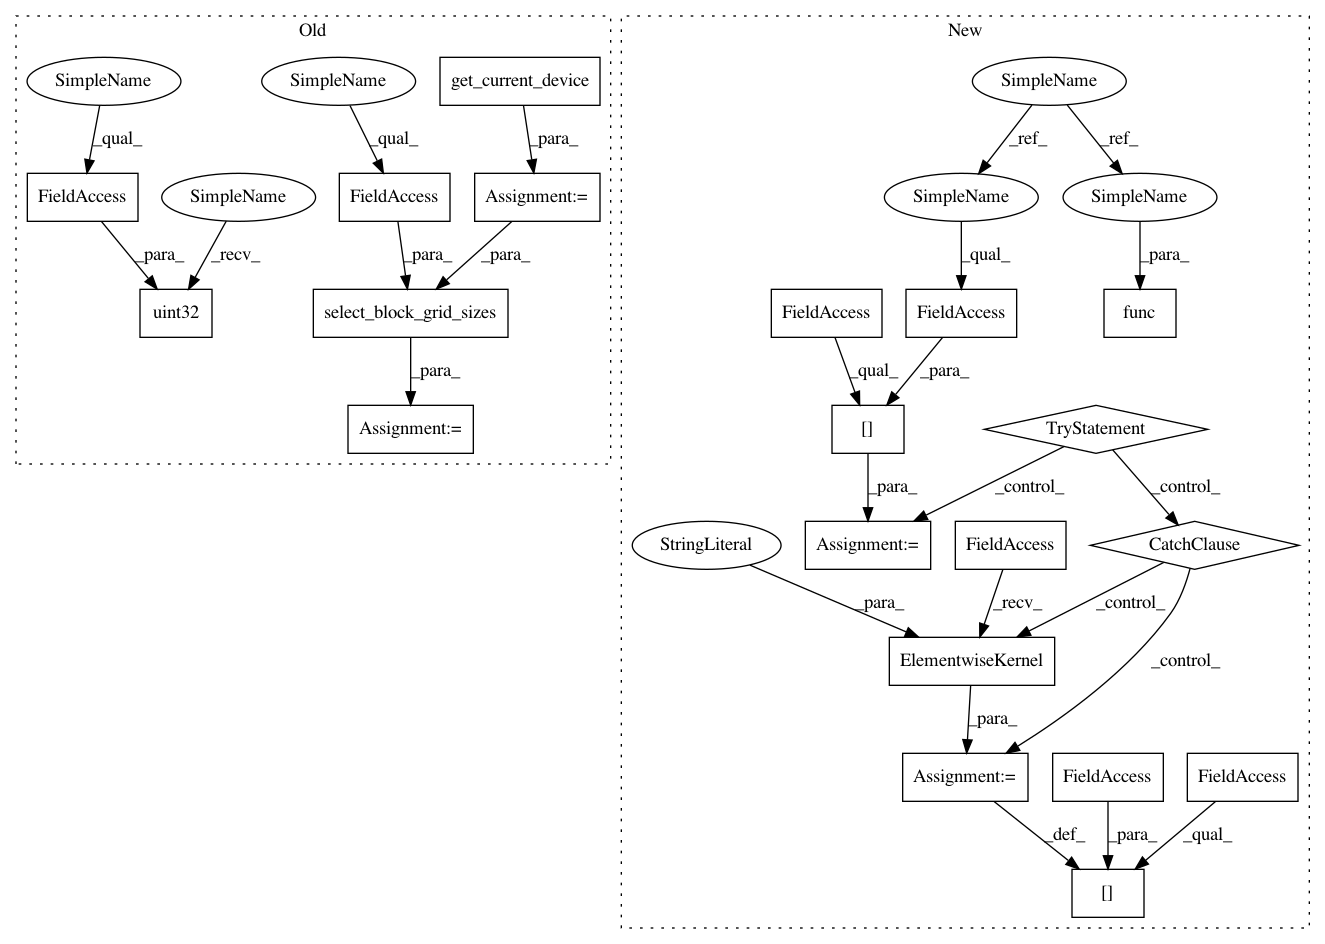 Old
New
SimpleName
SimpleName
get_current_device
SimpleName
_qual_
_qual_
_para_
_ref_
_ref_
FieldAccess
SimpleName
FieldAccess
Assignment:=
SimpleName
SimpleName
_para_
_recv_
_para_
_para_
_qual_
_para_
uint32
select_block_grid_sizes
FieldAccess
FieldAccess
func
_para_
_qual_
_para_
Assignment:=
[]
TryStatement
_para_
_control_
_control_
StringLiteral
Assignment:=
FieldAccess
CatchClause
_para_
_recv_
_control_
ElementwiseKernel
_control_
_para_
Assignment:=
FieldAccess
FieldAccess
_def_
_para_
_qual_
[]